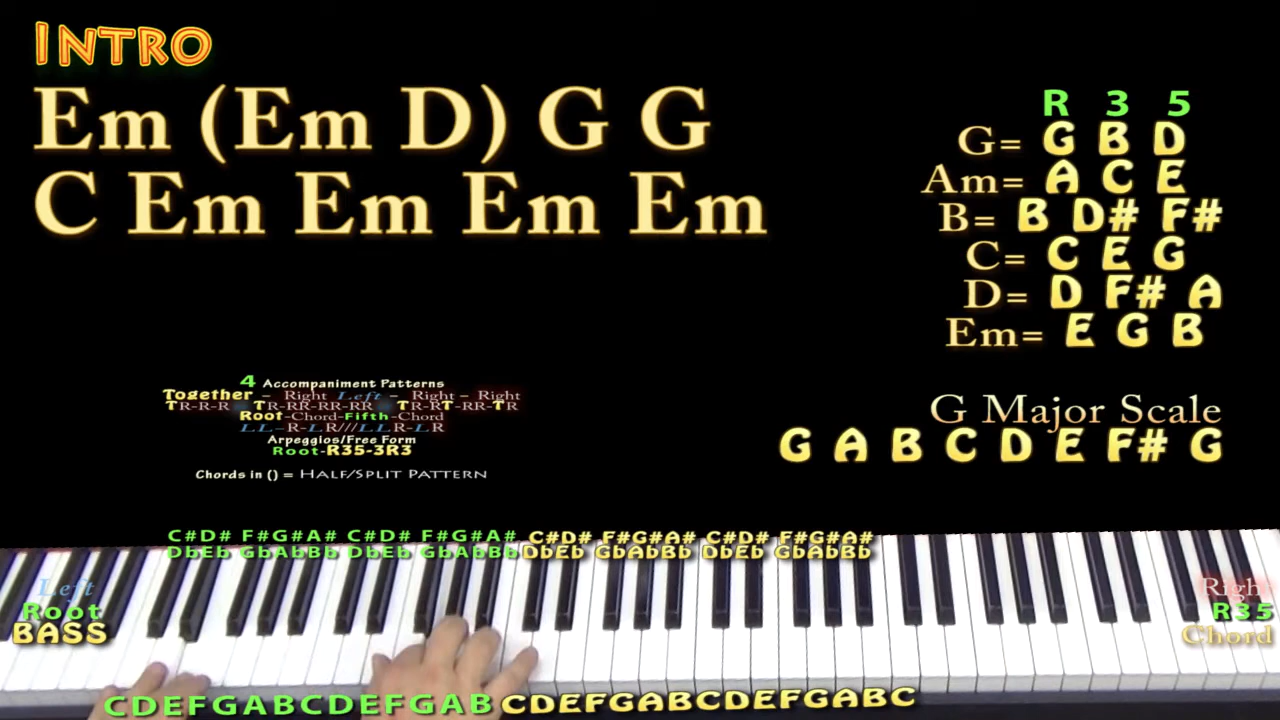 INTRO
Em (Em D) G G
C Em Em Em Em
R 3 5
G= G B D
Am= A C E
B= B D# F#
C= C E G
D= D F# A
Em= E G B
G Major Scale
G A B C D E F# G
4 Accompaniment Patterns
Together – Right Left – Right – Right
TR-R-R TR-RR-RR-RR TR-RT-RR-TR
Root-Chord-Fifth-Chord
LL-R-LR///LLR-LR
Arpeggios/Free Form
Root-R35-3R3
Chords in () = Half/Split Pattern
C#D# F#G#A# C#D# F#G#A# C#D# F#G#A# C#D# F#G#A#
DbEb GbAbBb DbEb GbAbBb DbEb GbAbBb DbEb GbAbBb
Left
Root
BASS
Right
R35
Chord
CDEFGABCDEFGAB CDEFGABCDEFGABC